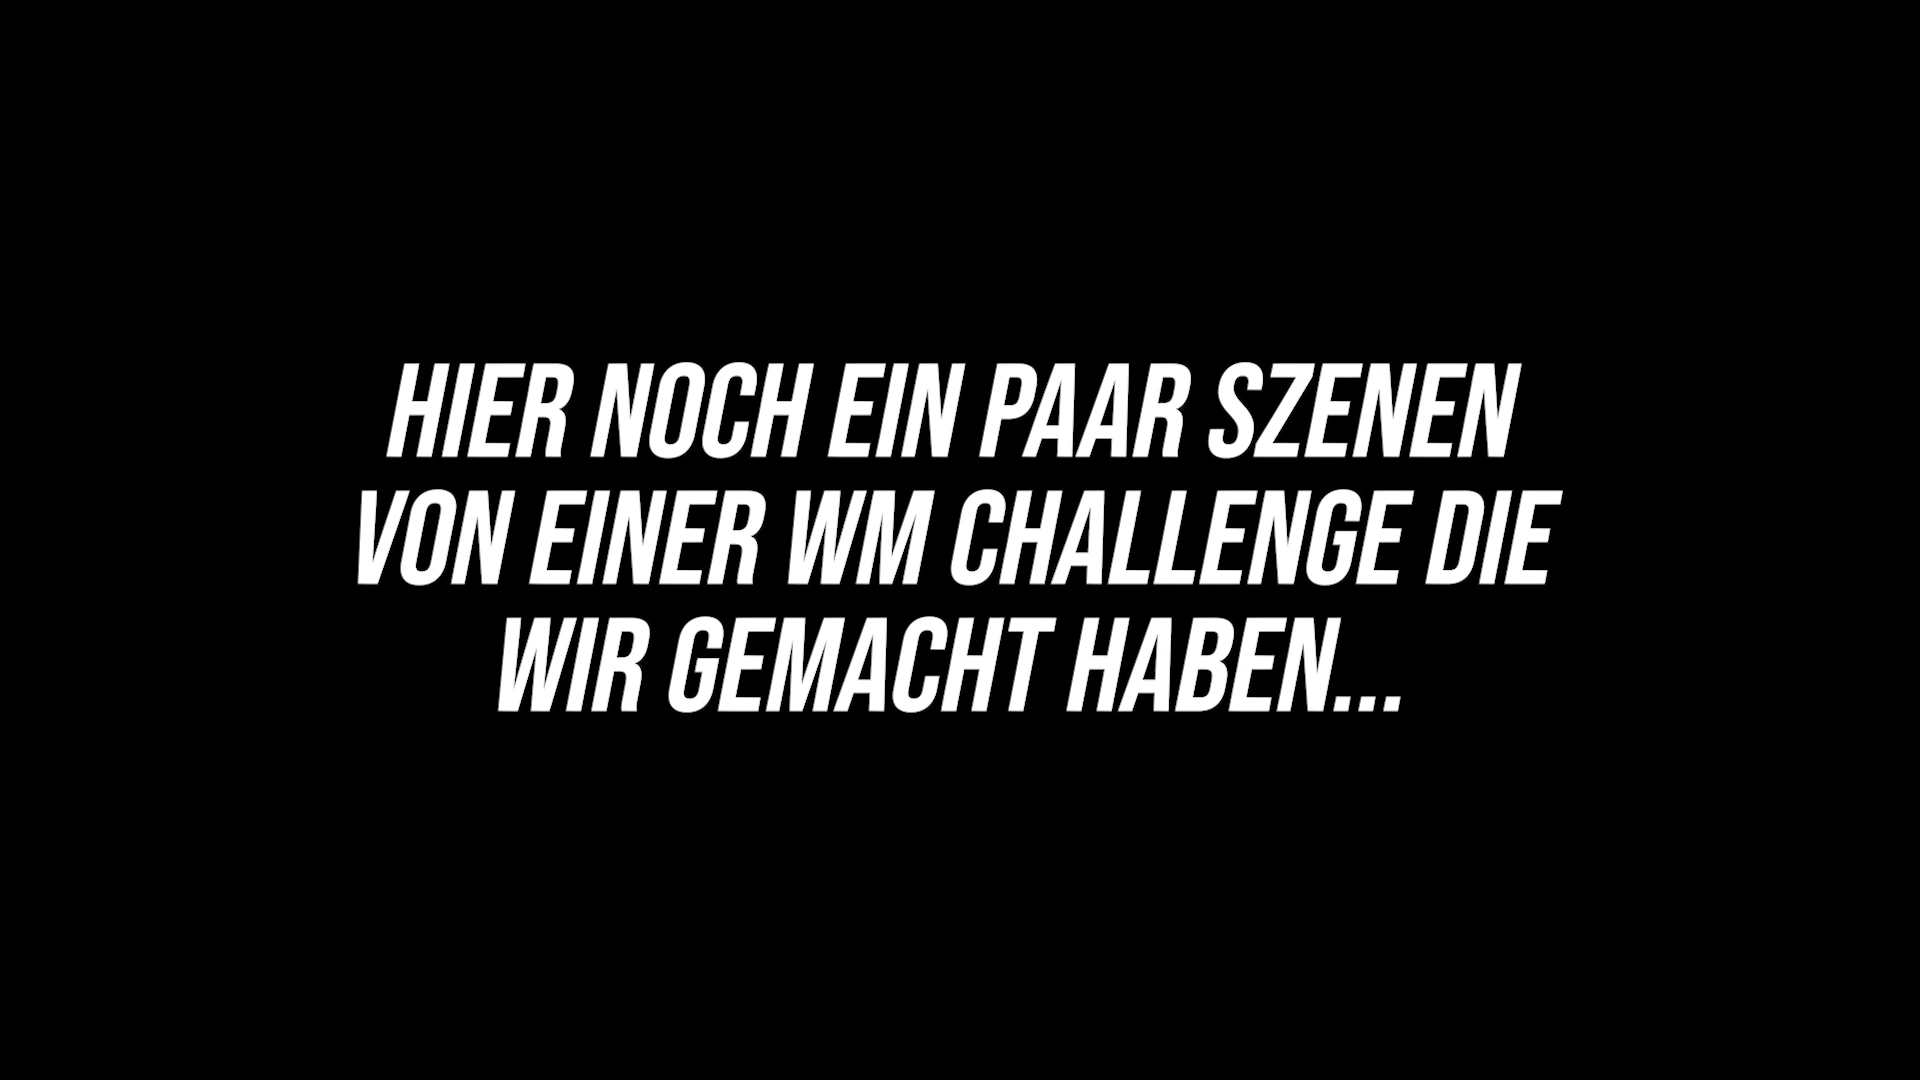 HIER NOCH EIN PAAR SZENEN
VON EINER WM CHALLENGE DIE
WIR GEMACHT HABEN...